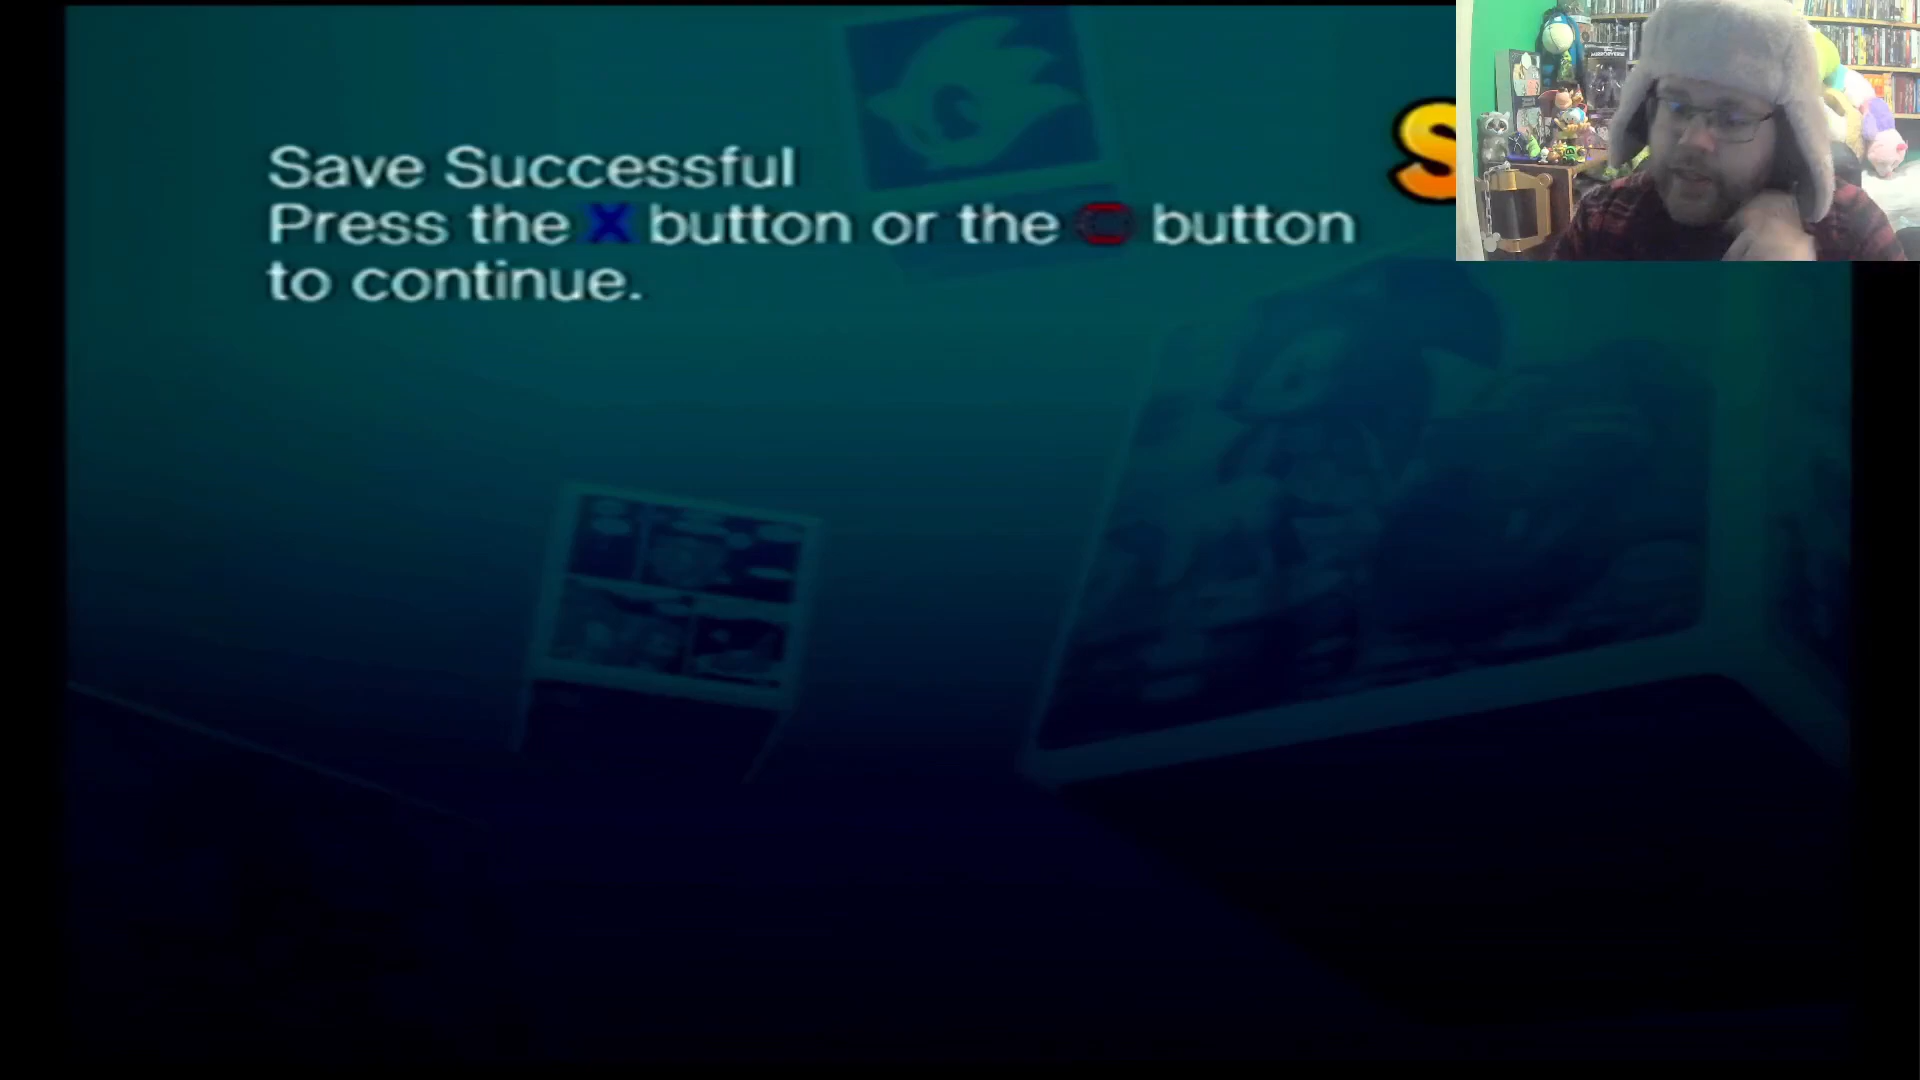 Save Successful
Press the X button or the O button
to continue.
S